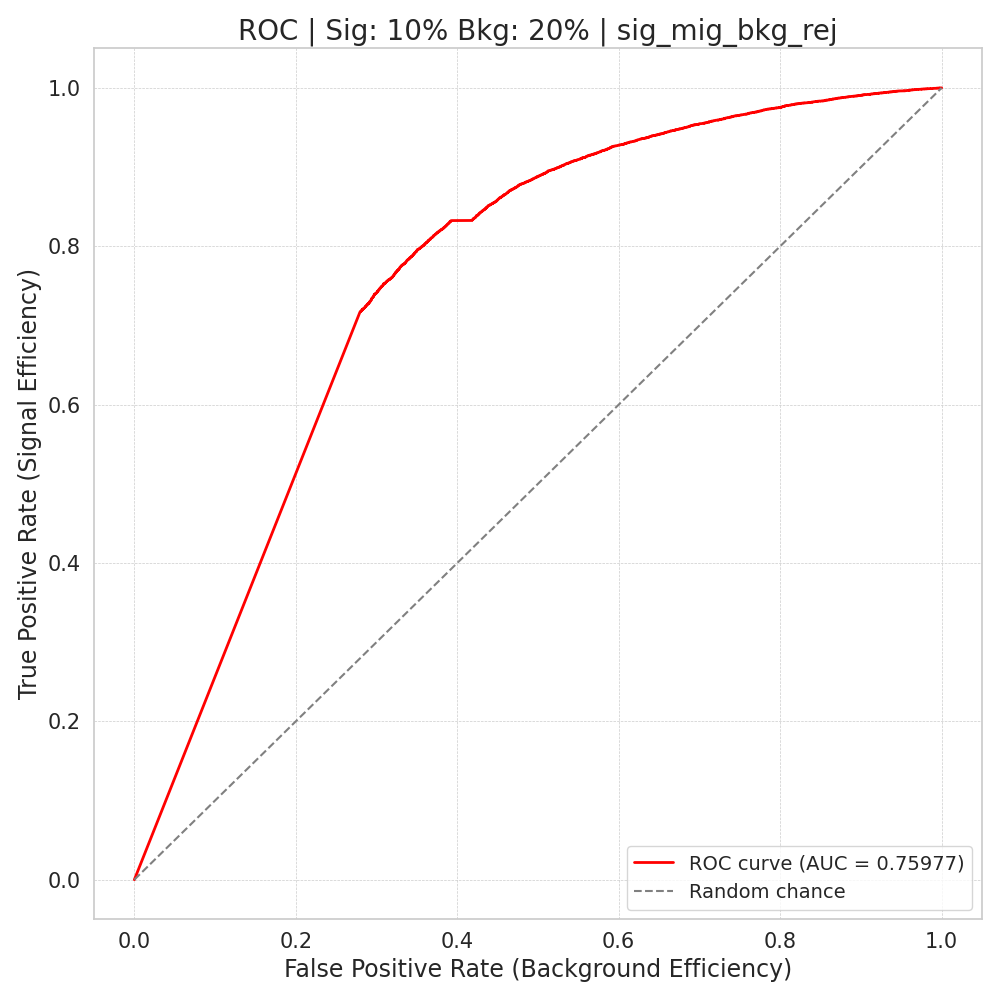 ROC | Sig: 10% Bkg: 20% | sig_mig_bkg_rej
True Positive Rate (Signal Efficiency)
1.0
0.8
0.6
0.4
0.2
0.0
ROC curve (AUC = 0.75977)
Random chance
0.0 0.2 0.4 0.6 0.8 1.0
False Positive Rate (Background Efficiency)